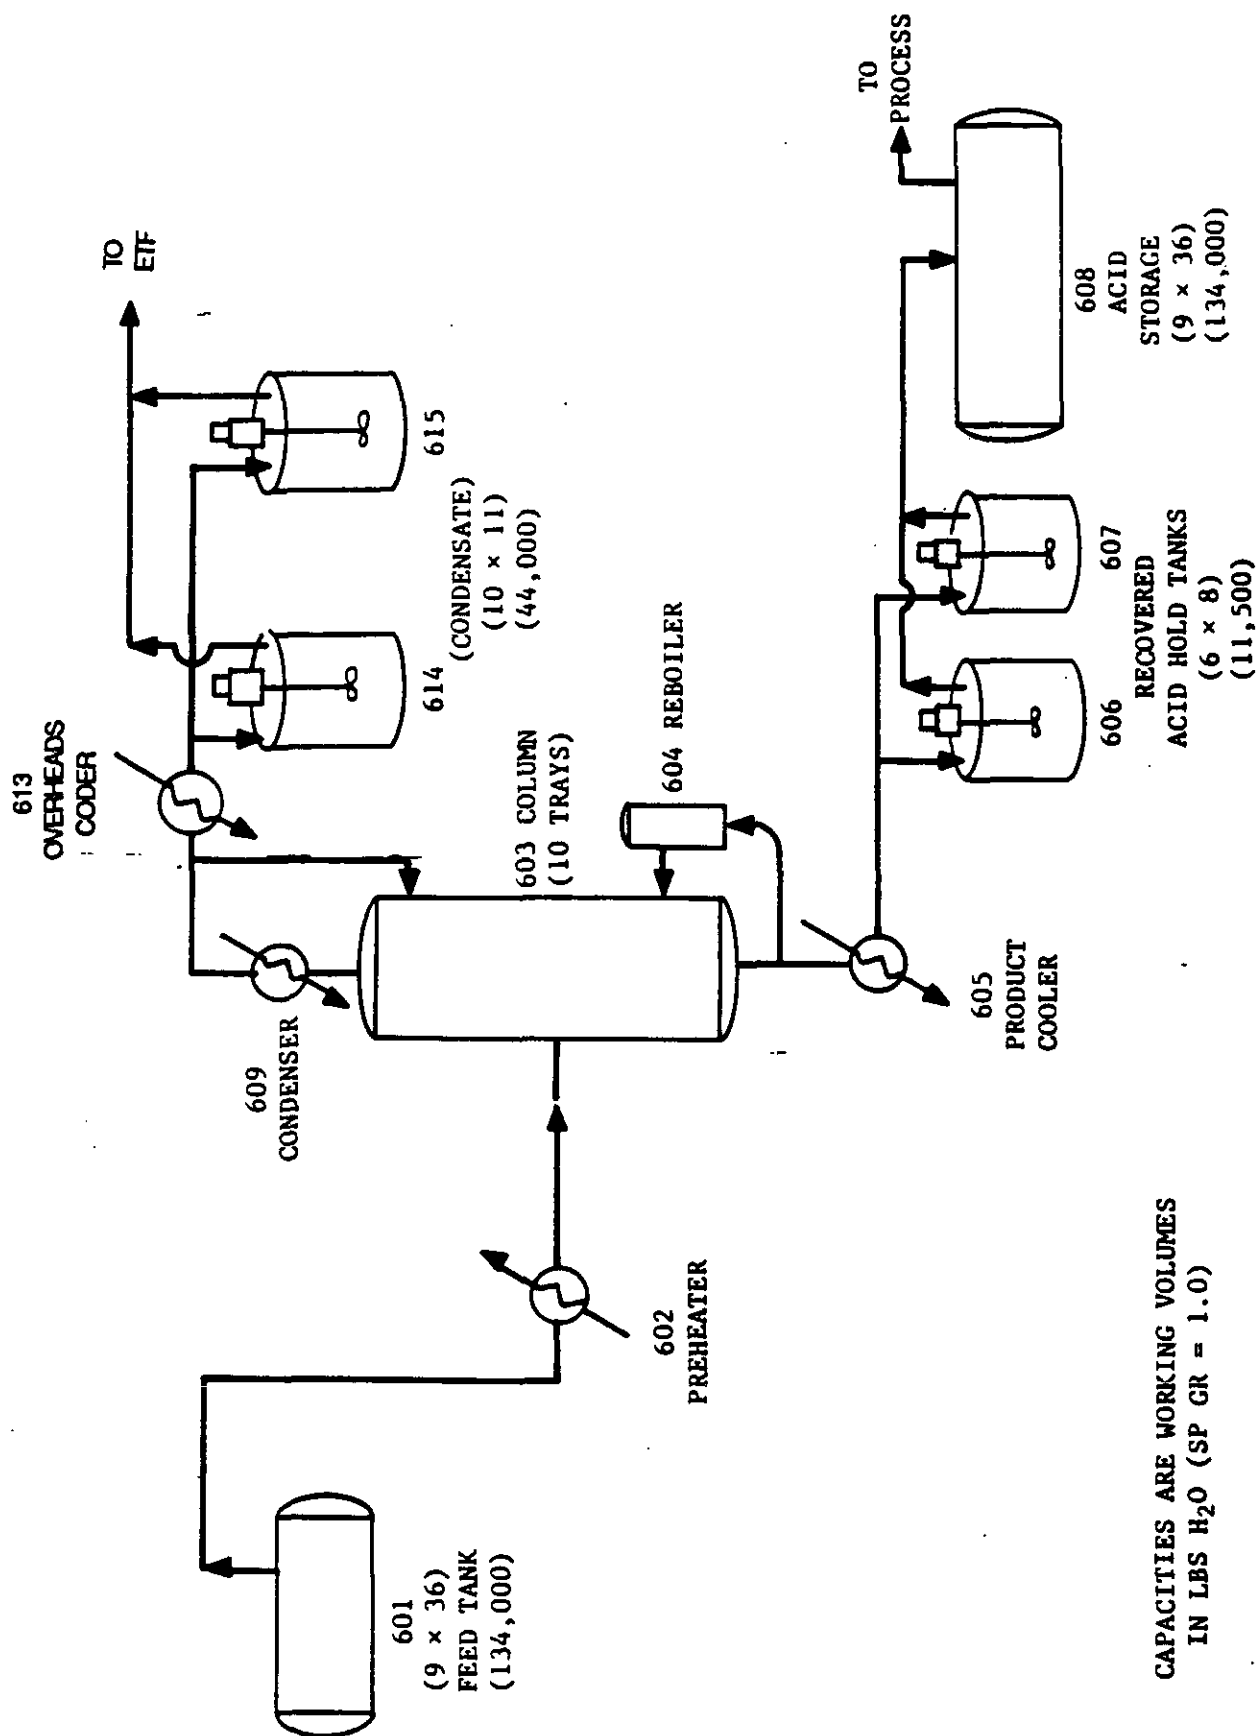 613
OVERHEADS
CODER
TO
ETF
614
(CONDENSATE)
(10 × 11)
(44,000)
615
609
CONDENSER
603 COLUMN
(10 TRAYS)
604 REBOILER
601
(9 × 36)
FEED TANK
(134,000)
602
PREHEATER
605
PRODUCT
COOLER
606
607
RECOVERED
ACID HOLD TANKS
(6 × 8)
(11,500)
608
ACID
STORAGE
(9 × 36)
(134,000)
TO
PROCESS
CAPACITIES ARE WORKING VOLUMES
IN LBS H₂O (SP GR = 1.0)